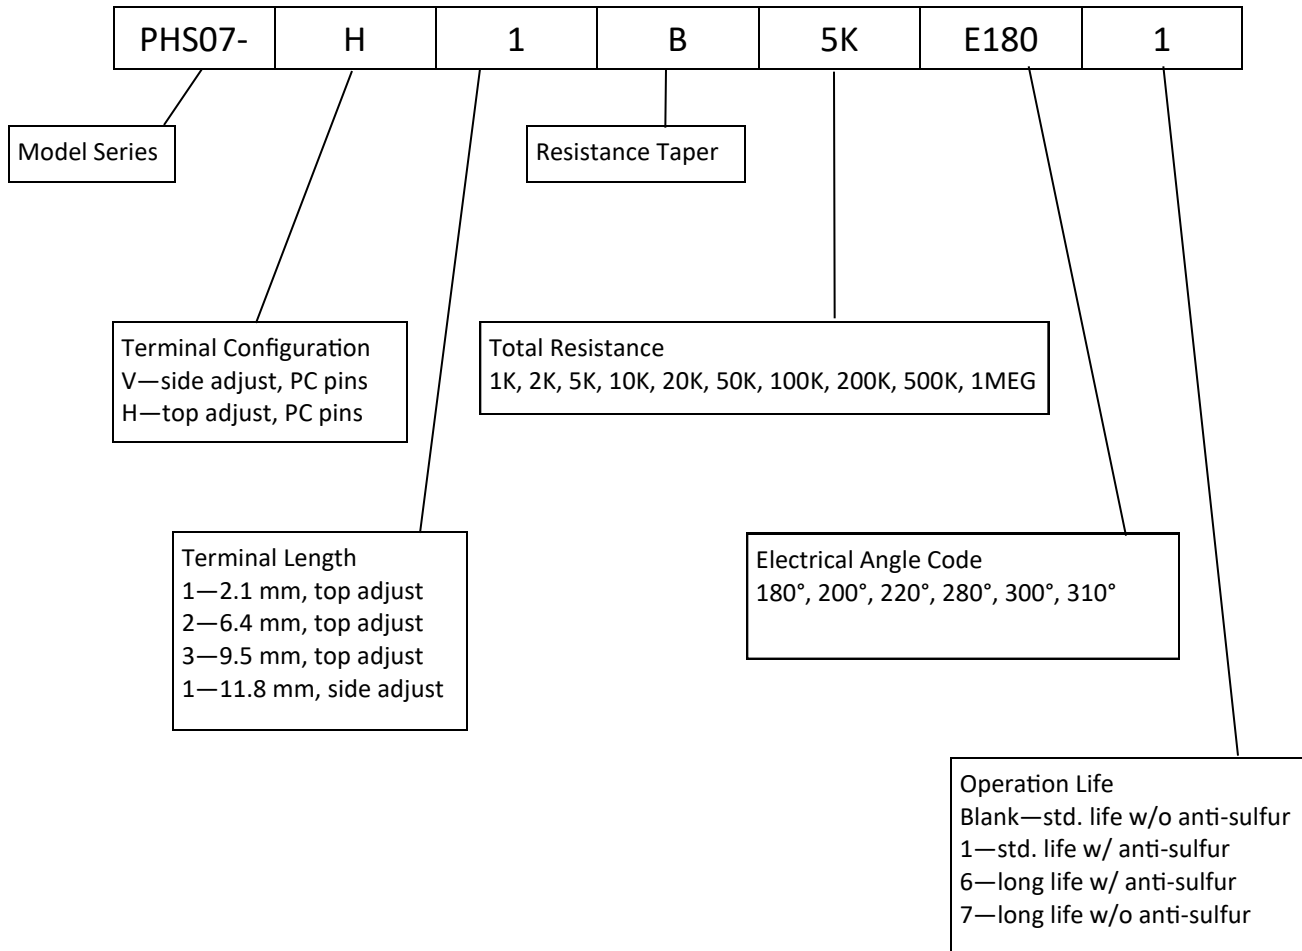 PHS07- H 1 B 5K E180 1
Model Series
Resistance Taper
Terminal Configuration
V—side adjust, PC pins
H—top adjust, PC pins
Total Resistance
1K, 2K, 5K, 10K, 20K, 50K, 100K, 200K, 500K, 1MEG
Terminal Length
1—2.1 mm, top adjust
2—6.4 mm, top adjust
3—9.5 mm, top adjust
1—11.8 mm, side adjust
Electrical Angle Code
180°, 200°, 220°, 280°, 300°, 310°
Operation Life
Blank—std. life w/o anti-sulfur
1—std. life w/ anti-sulfur
6—long life w/ anti-sulfur
7—long life w/o anti-sulfur